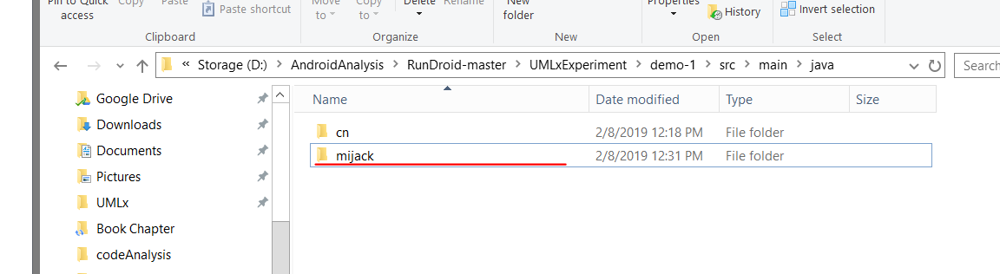 Pin to Quick access
Copy
Paste
Paste shortcut
Move to
Copy to
Delete
Rename
New folder
Properties
History
Invert selection
Clipboard
Organize
New
Open
Select
« Storage (D:) > AndroidAnalysis > RunDroid-master > UMLxExperiment > demo-1 > src > main > java
Search
Google Drive
Downloads
Documents
Pictures
UMLx
Book Chapter
codeAnalysis
Name Date modified Type Size
cn 2/8/2019 12:18 PM File folder
mijack 2/8/2019 12:31 PM File folder